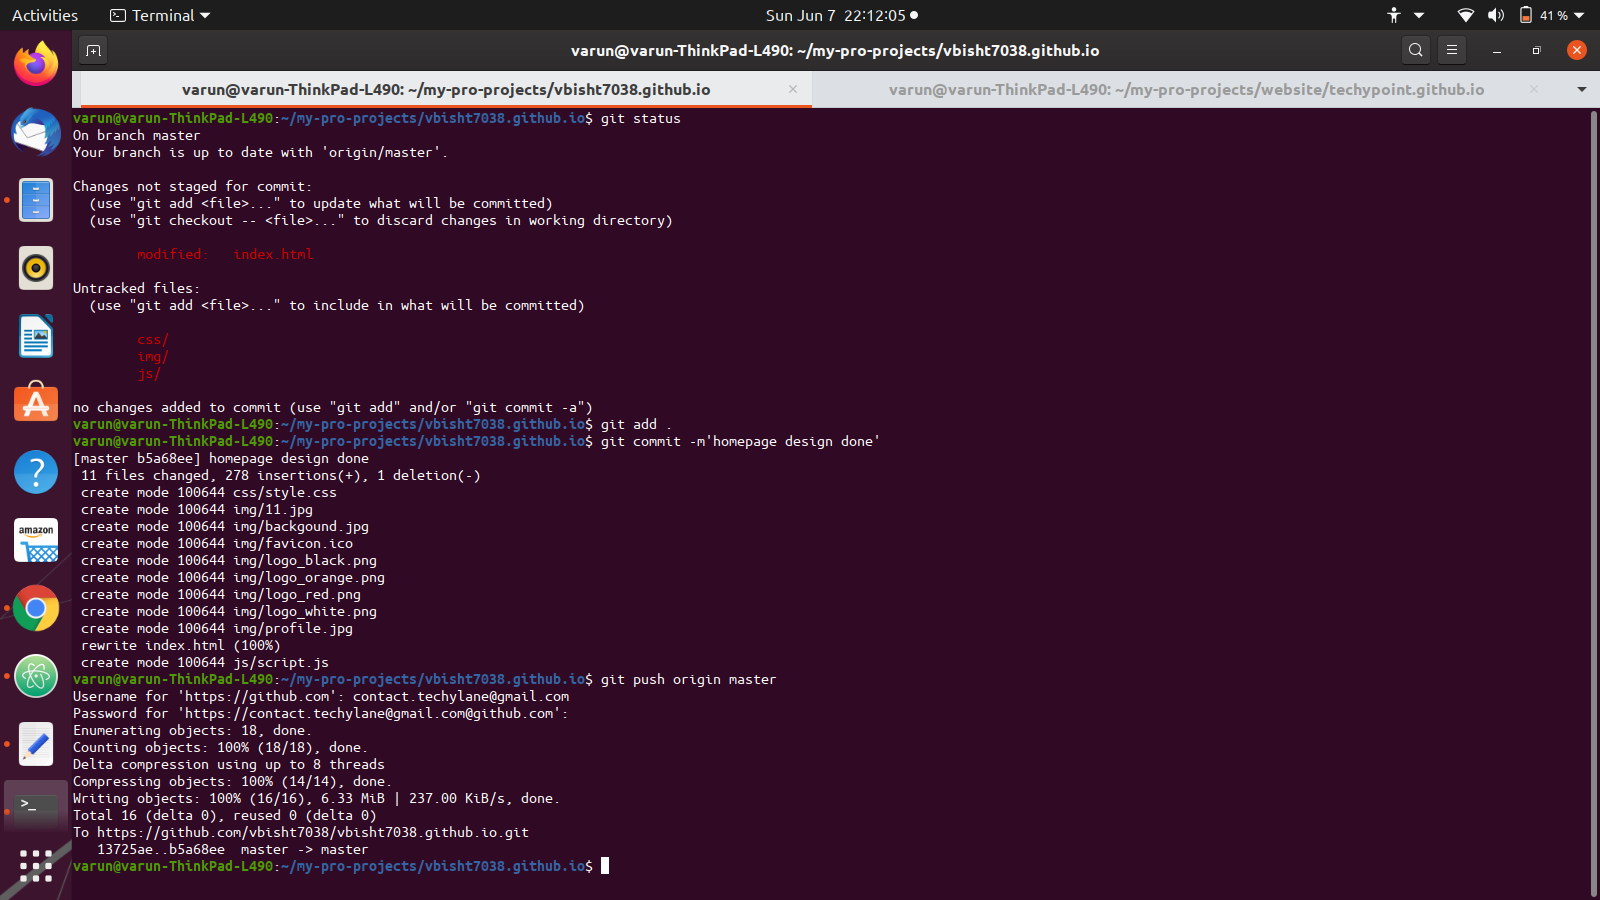 Activities Terminal Sun Jun 7 22:12:05 41 %
varun@varun-ThinkPad-L490: ~/my-pro-projects/vbisht7038.github.io
varun@varun-ThinkPad-L490: ~/my-pro-projects/vbisht7038.github.io varun@varun-ThinkPad-L490: ~/my-pro-projects/website/techypoint.github.io
varun@varun-ThinkPad-L490:~/my-pro-projects/vbisht7038.github.io$ git status
On branch master
Your branch is up to date with 'origin/master'.
Changes not staged for commit:
(use "git add <file>..." to update what will be committed)
(use "git checkout -- <file>..." to discard changes in working directory)
modified: index.html
Untracked files:
(use "git add <file>..." to include in what will be committed)
css/
img/
js/
no changes added to commit (use "git add" and/or "git commit -a")
varun@varun-ThinkPad-L490:~/my-pro-projects/vbisht7038.github.io$ git add .
varun@varun-ThinkPad-L490:~/my-pro-projects/vbisht7038.github.io$ git commit -m'homepage design done'
[master b5a68ee] homepage design done
11 files changed, 278 insertions(+), 1 deletion(-)
create mode 100644 css/style.css
create mode 100644 img/11.jpg
create mode 100644 img/backgound.jpg
create mode 100644 img/favicon.ico
create mode 100644 img/logo_black.png
create mode 100644 img/logo_orange.png
create mode 100644 img/logo_red.png
create mode 100644 img/logo_white.png
create mode 100644 img/profile.jpg
rewrite index.html (100%)
create mode 100644 js/script.js
varun@varun-ThinkPad-L490:~/my-pro-projects/vbisht7038.github.io$ git push origin master
Username for 'https://github.com': contact.techylane@gmail.com
Password for 'https://contact.techylane@gmail.com@github.com':
Enumerating objects: 18, done.
Counting objects: 100% (18/18), done.
Delta compression using up to 8 threads
Compressing objects: 100% (14/14), done.
Writing objects: 100% (16/16), 6.33 MiB | 237.00 KiB/s, done.
Total 16 (delta 0), reused 0 (delta 0)
To https://github.com/vbisht7038/vbisht7038.github.io.git
13725ae..b5a68ee master -> master
varun@varun-ThinkPad-L490:~/my-pro-projects/vbisht7038.github.io$
amazon
>_